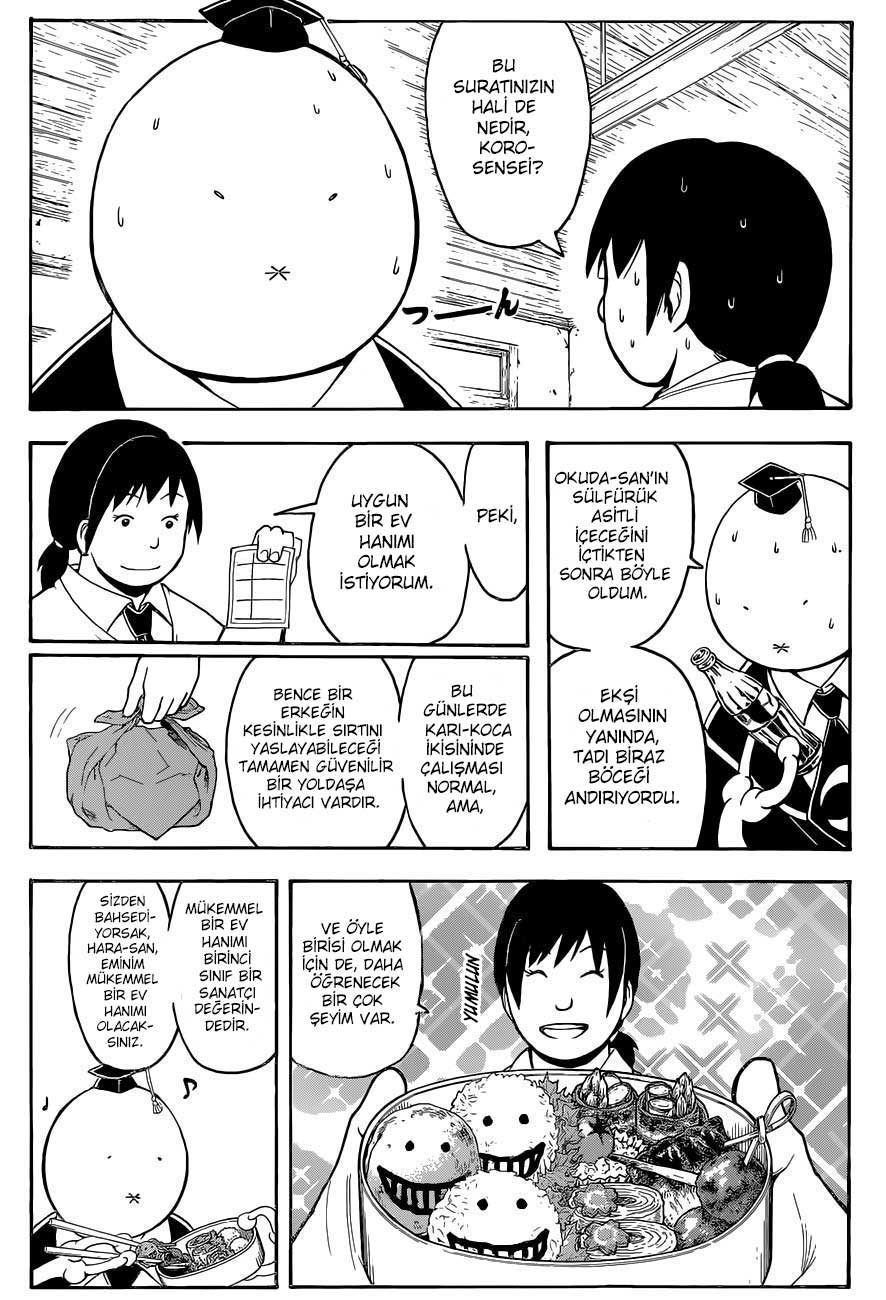 BU
SURATINIZIN
HALİ DE
NEDİR,
KORO-
SENSEİ?
っーん
OKUDA-SAN'IN
SÜLFÜRÜK
ASİTLİ
İÇECEĞİNİ
İÇTİKTEN
SONRA BÖYLE
OLDUM.
EKŞİ
OLMASININ
YANINDA,
TADI BİRAZ
BÖCEĞİ
ANDIRIYORDU.
PEKİ,
UYGUN
BİR EV
HANIMI
OLMAK
İSTİYORUM.
BU
GÜNLERDE
KARI-KOCA
İKİSİNİNDE
ÇALIŞMASI
NORMAL,
AMA,
BENCE BİR
ERKEĞİN
KESİNLİKLE SIRTINI
YASLAYABİLECEĞİ
TAMAMEN GÜVENİLİR
BİR YOLDAŞA
İHTİYACI VARDIR.
VE ÖYLE
BİRİSİ OLMAK
İÇİN DE, DAHA
ÖĞRENECEK
BİR ÇOK
ŞEYİM VAR.
YUMULUN
MÜKEMMEL
BİR EV
HANIMI
BİRİNCİ
SINIF BİR
SANATÇI
DEĞERİN-
DEDİR.
SİZDEN
BAHSEDİ-
YORSAK,
HARA-SAN,
EMİNİM
MÜKEMMEL
BİR EV
HANIMI
OLACAK-
SINIZ.